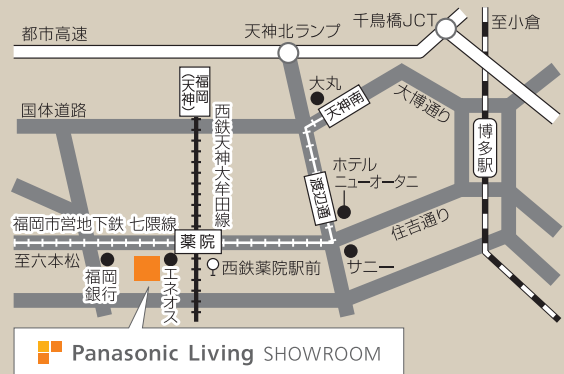 都市高速
天神北ランプ
千鳥橋JCT
至小倉
福岡
(天神)
大丸
天神南
大博通り
国体道路
西鉄天神大牟田線
博多駅
ホテル
ニューオータニ
渡辺通
福岡市営地下鉄 七隈線
薬院
住吉通り
至六本松
福岡
銀行
エネオス
西鉄薬院駅前
サニー
Panasonic Living SHOWROOM